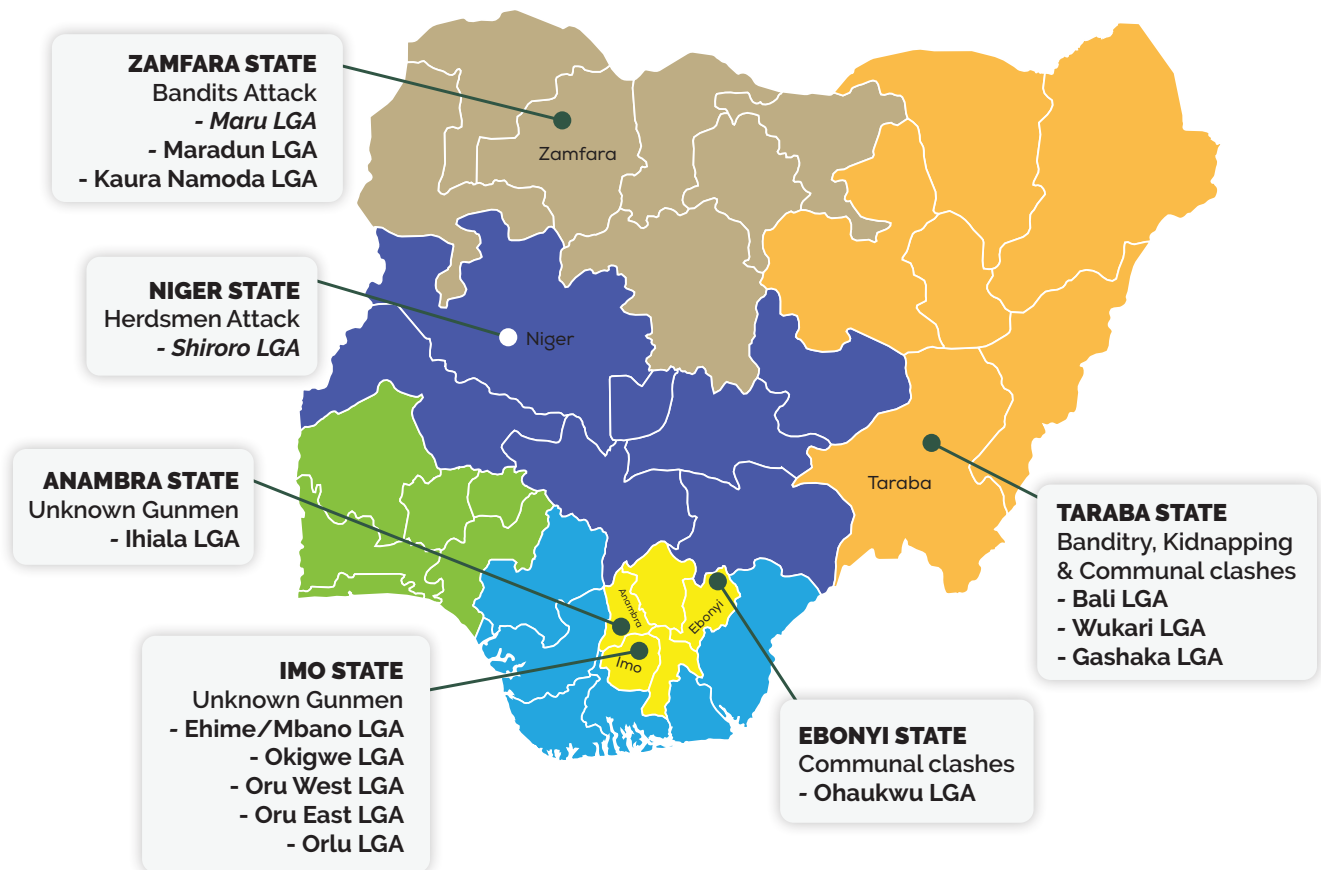 ZAMFARA STATE
Bandits Attack
- Maru LGA
- Maradun LGA
- Kaura Namoda LGA
Zamfara
NIGER STATE
Herdsmen Attack
- Shiroro LGA
Niger
ANAMBRA STATE
Unknown Gunmen
- Ihiala LGA
Taraba
TARABA STATE
Banditry, Kidnapping
& Communal clashes
- Bali LGA
- Wukari LGA
- Gashaka LGA
Anambra
Ebonyi
Imo
IMO STATE
Unknown Gunmen
- Ehime/Mbano LGA
- Okigwe LGA
- Oru West LGA
- Oru East LGA
- Orlu LGA
EBONYI STATE
Communal clashes
- Ohaukwu LGA